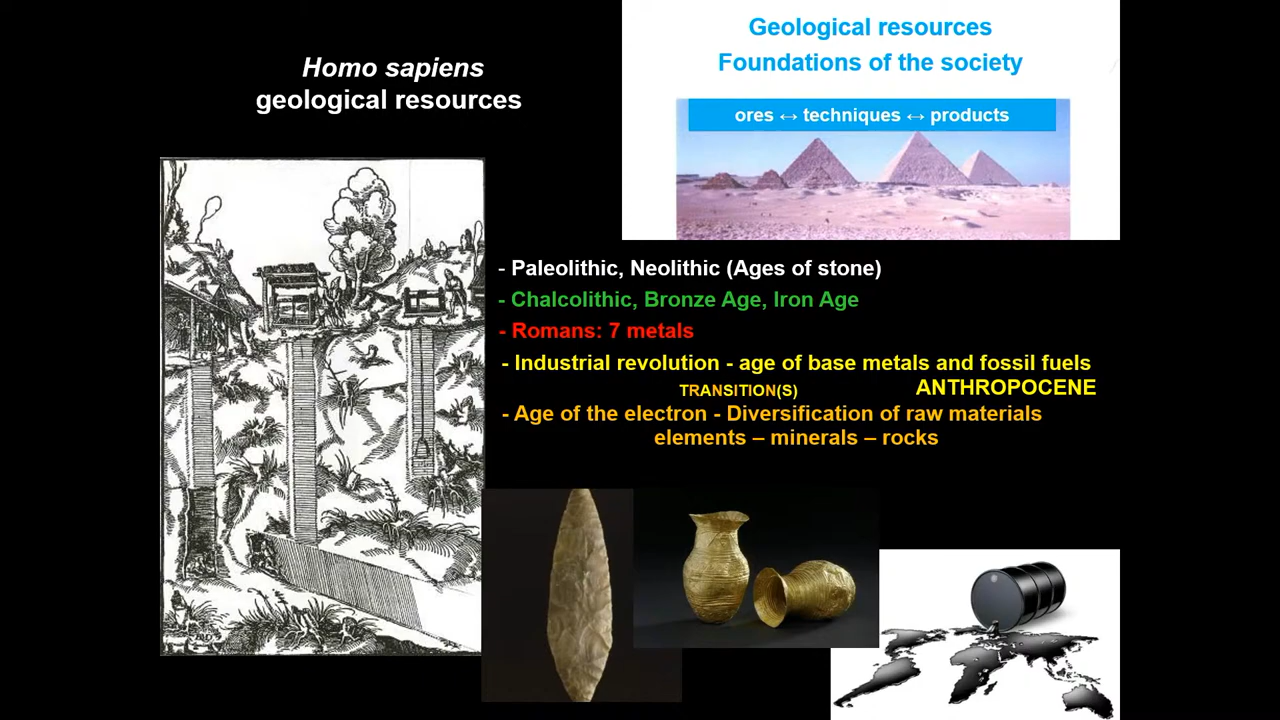 Homo sapiens
geological resources
Geological resources
Foundations of the society
ores ↔ techniques ↔ products
- Paleolithic, Neolithic (Ages of stone)
- Chalcolithic, Bronze Age, Iron Age
- Romans: 7 metals
- Industrial revolution - age of base metals and fossil fuels
TRANSITION(S) ANTHROPOCENE
- Age of the electron - Diversification of raw materials
elements – minerals – rocks